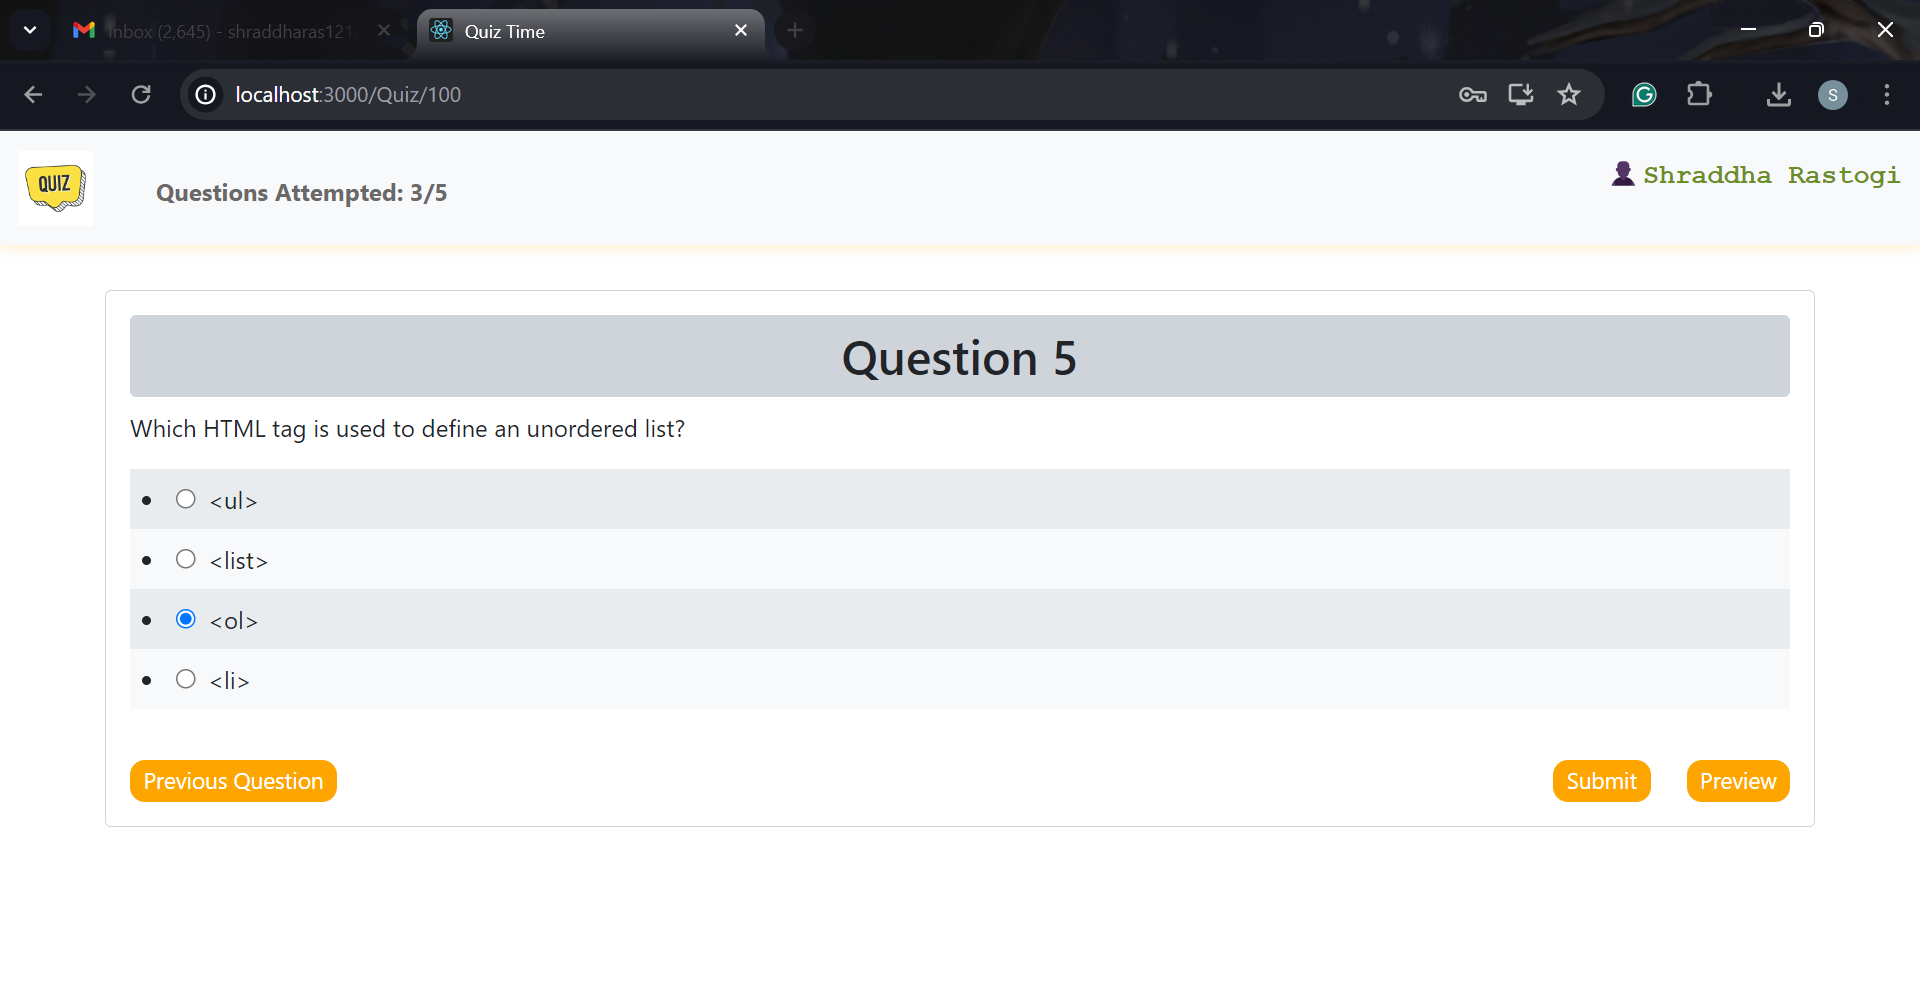 Inbox (2,645) - shraddharas121
Quiz Time
localhost:3000/Quiz/100
S
QUIZ
Questions Attempted: 3/5
Shraddha Rastogi
Question 5
Which HTML tag is used to define an unordered list?
<ul>
<list>
<ol>
<li>
Previous Question
Submit
Preview